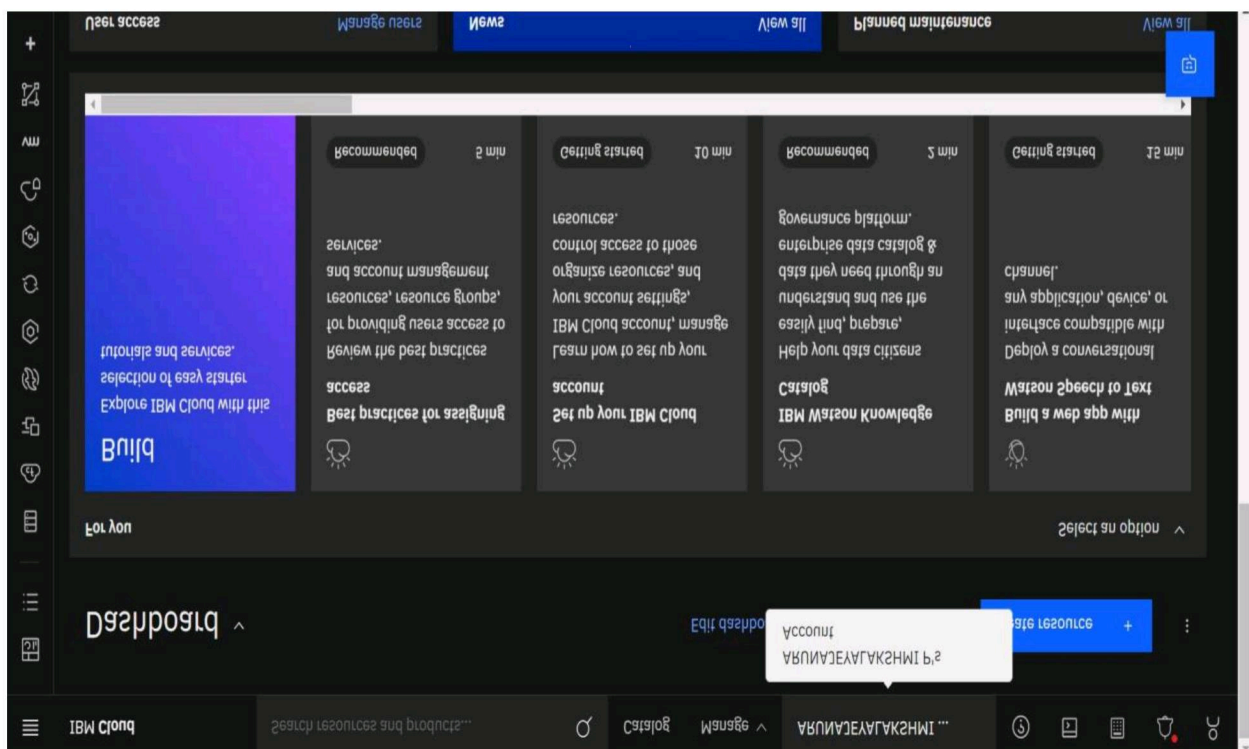 IBM Cloud
Search resources and products...
Catalog
Manage
ARUNAJEYALAKSHMI ...
ARUNAJEYALAKSHMI P's
Account
Dashboard
Edit dashbo
ate resource +
For you
Select an option
Build
Explore IBM Cloud with this
selection of easy starter
tutorials and services.
Best practices for assigning
access
Review the best practices
for providing users access to
resources, resource groups,
and account management
services.
Recommended
5 min
Set up your IBM Cloud
account
Learn how to set up your
IBM Cloud account, manage
your account settings,
organize resources, and
control access to those
resources.
Getting started
10 min
IBM Watson Knowledge
Catalog
Help your data citizens
easily find, prepare,
understand and use the
data they need through an
enterprise data catalog &
governance platform.
Recommended
2 min
Build a web app with
Watson Speech to Text
Deploy a conversational
interface compatible with
any application, device, or
channel.
Getting started
15 min
User access
Manage users
News
View all
Planned maintenance
View all
vm